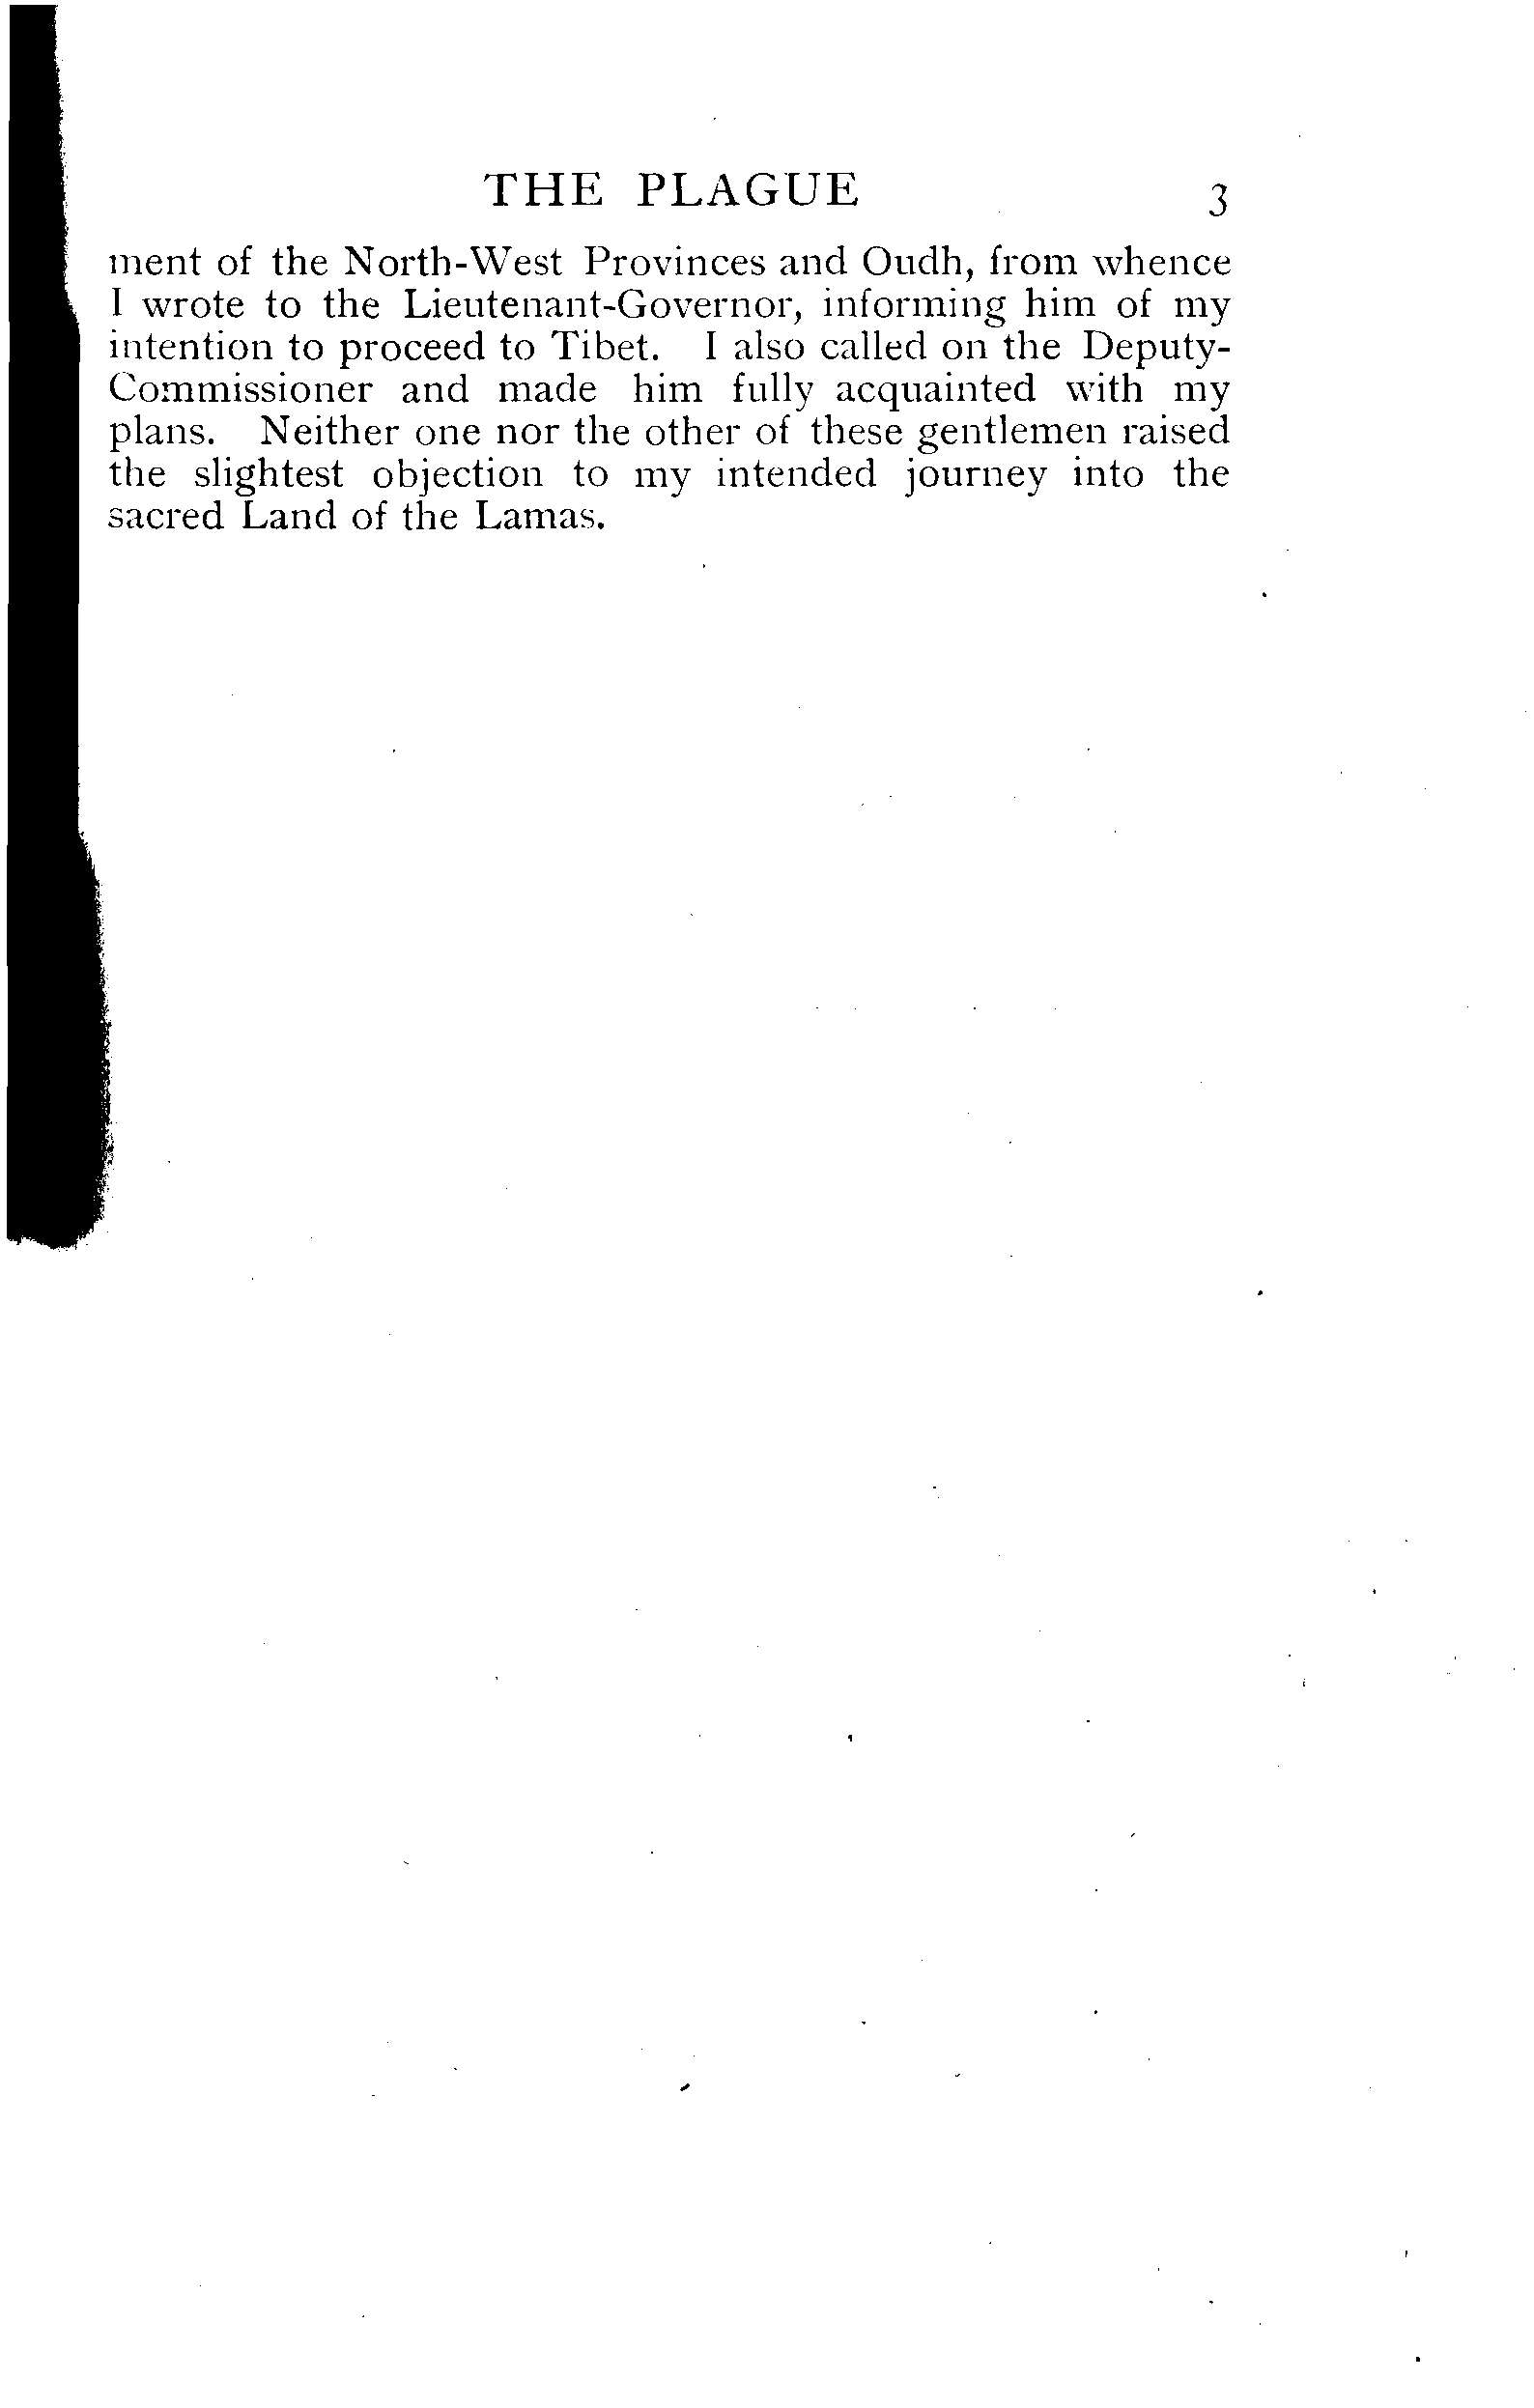 THE PLAGUE 3
ment of the North-West Provinces and Oudh, from whence
I wrote to the Lieutenant-Governor, informing him of my
intention to proceed to Tibet. I also called on the Deputy-
Commissioner and made him fully acquainted with my
plans. Neither one nor the other of these gentlemen raised
the slightest objection to my intended journey into the
sacred Land of the Lamas.